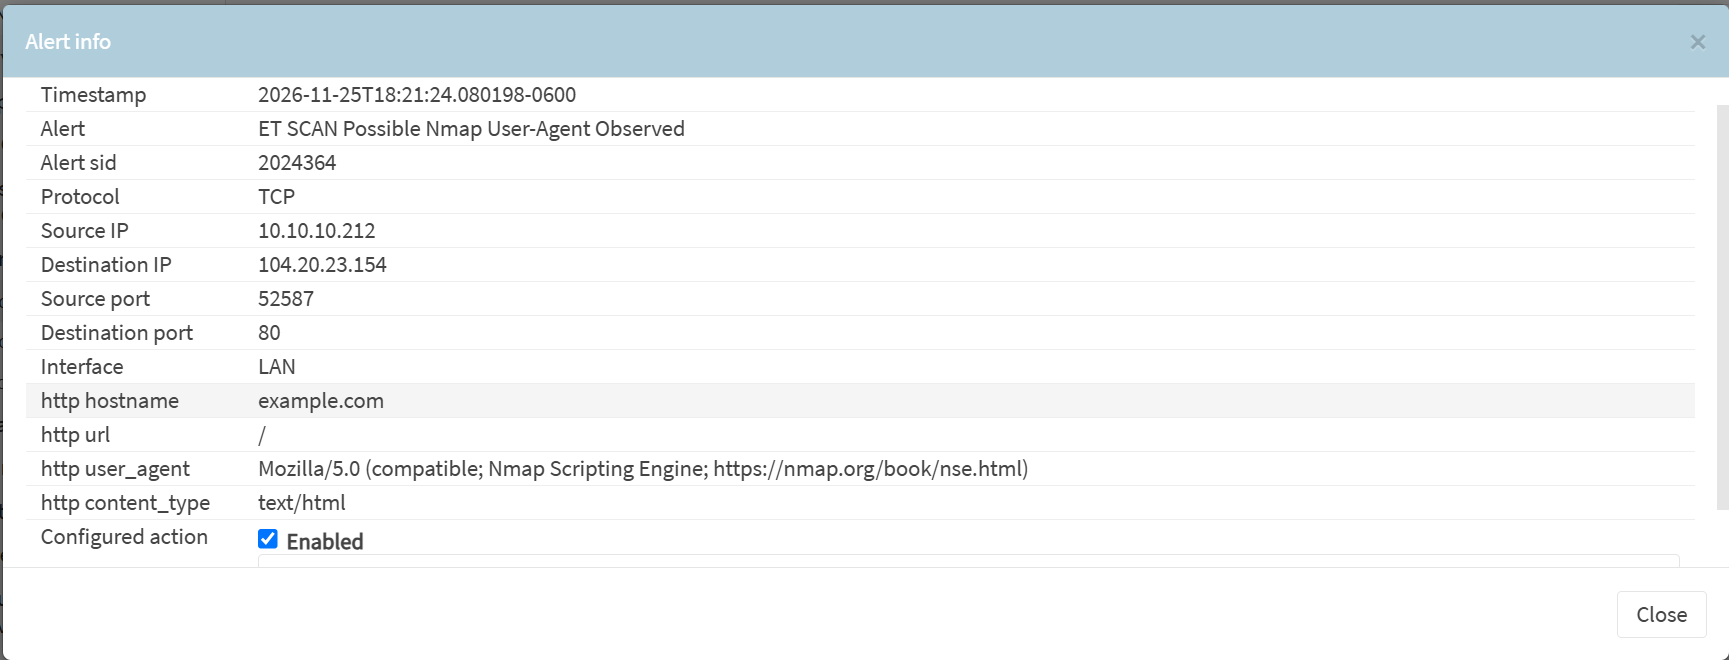 Alert info
×
Timestamp 2026-11-25T18:21:24.080198-0600
Alert ET SCAN Possible Nmap User-Agent Observed
Alert sid 2024364
Protocol TCP
Source IP 10.10.10.212
Destination IP 104.20.23.154
Source port 52587
Destination port 80
Interface LAN
http hostname example.com
http url /
http user_agent Mozilla/5.0 (compatible; Nmap Scripting Engine; https://nmap.org/book/nse.html)
http content_type text/html
Configured action Enabled
Close